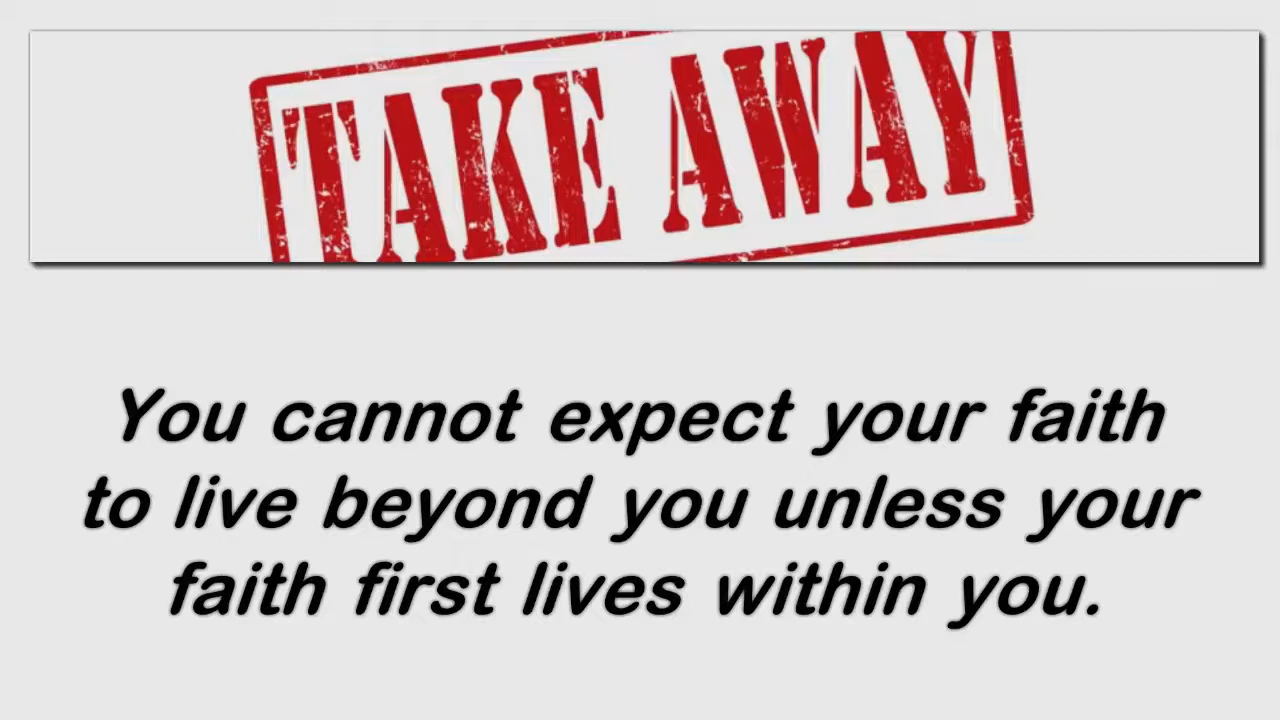 TAKE AWAY
You cannot expect your faith
to live beyond you unless your
faith first lives within you.